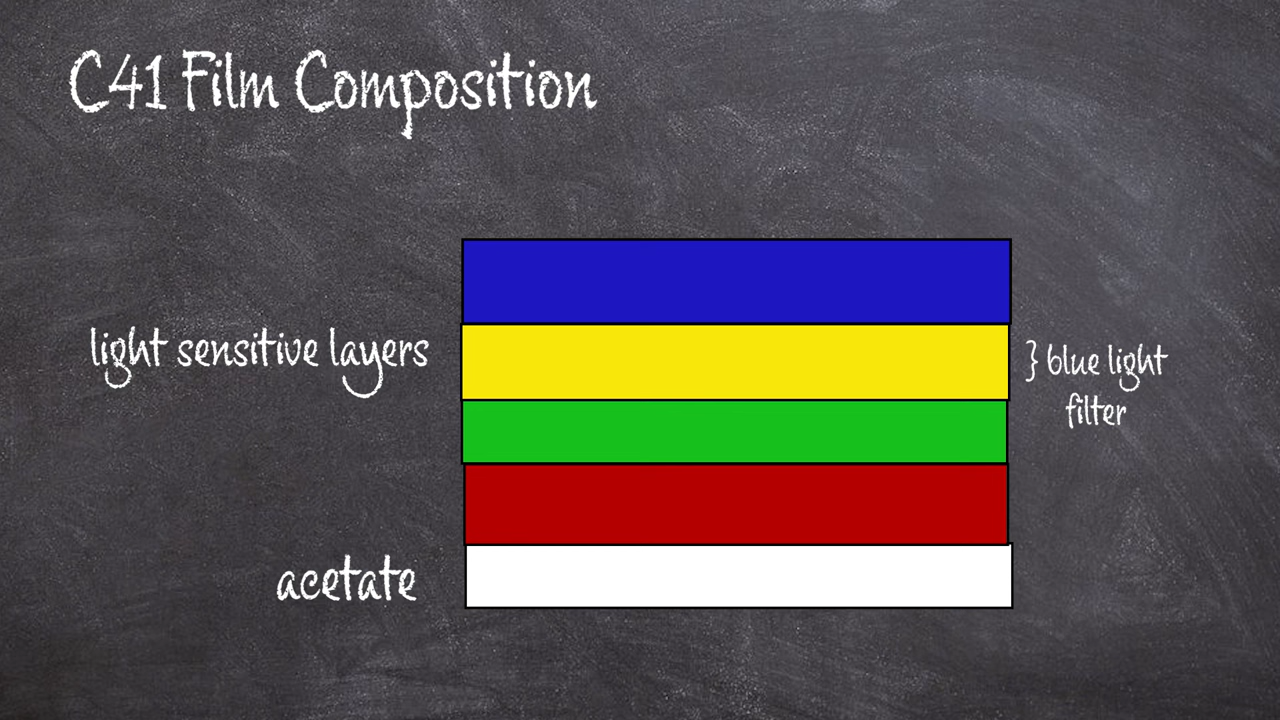 C41 Film Composition
light sensitive layers
} blue light
filter
acetate